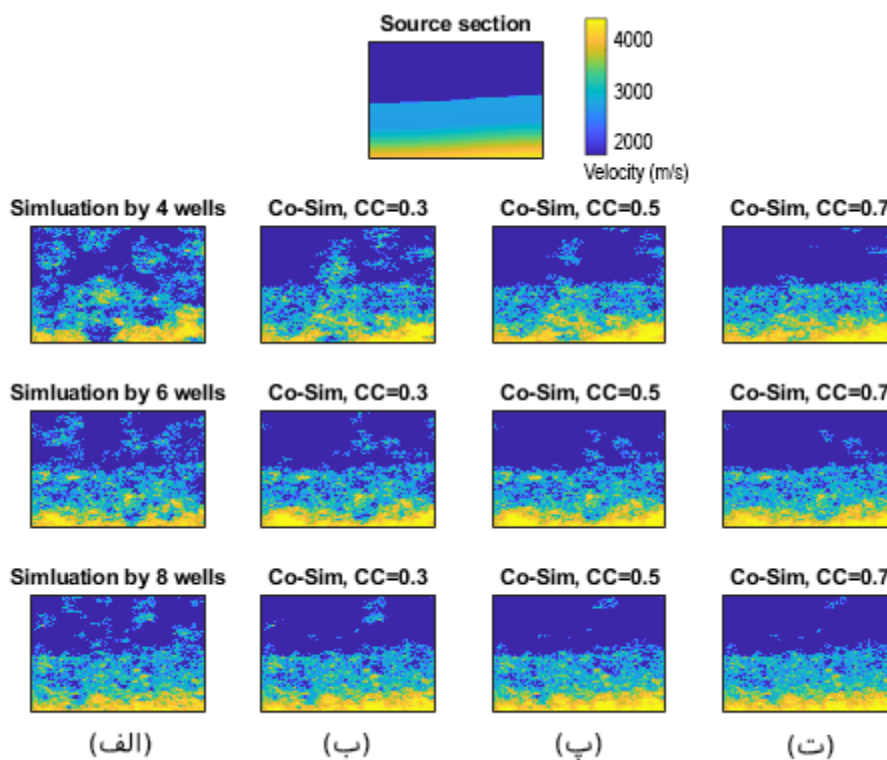 Source section
4000
3000
2000
Velocity (m/s)
Simluation by 4 wells
Co-Sim, CC=0.3
Co-Sim, CC=0.5
Co-Sim, CC=0.7
Simluation by 6 wells
Co-Sim, CC=0.3
Co-Sim, CC=0.5
Co-Sim, CC=0.7
Simluation by 8 wells
Co-Sim, CC=0.3
Co-Sim, CC=0.5
Co-Sim, CC=0.7
(الف)
(ب)
(پ)
(ت)